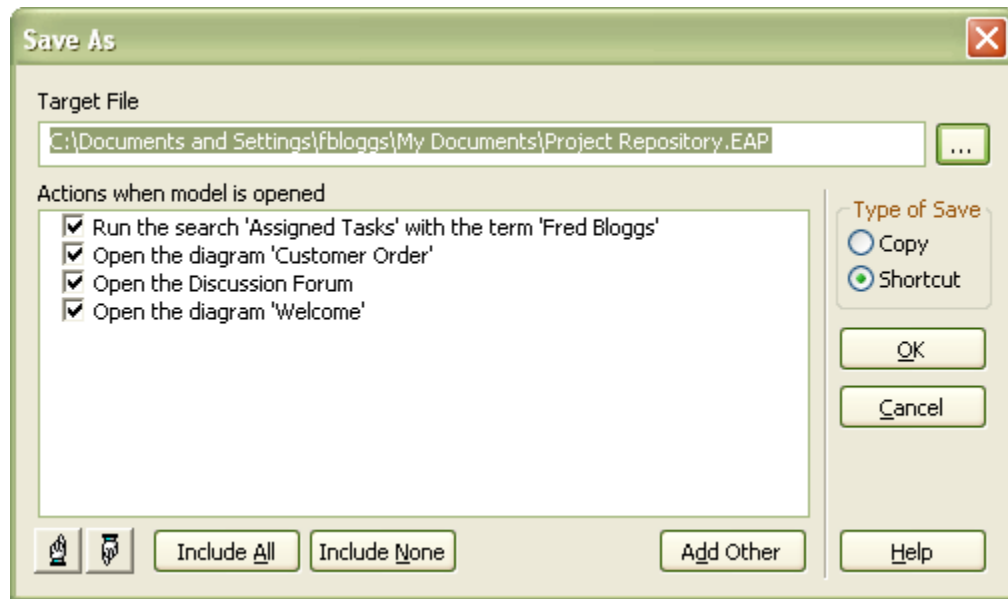 Save As
Target File
C:\Documents and Settings\fbloggs\My Documents\Project Repository.EAP
...
Actions when model is opened
Run the search 'Assigned Tasks' with the term 'Fred Bloggs'
Open the diagram 'Customer Order'
Open the Discussion Forum
Open the diagram 'Welcome'
Type of Save
Copy
Shortcut
OK
Cancel
Include All
Include None
Add Other
Help